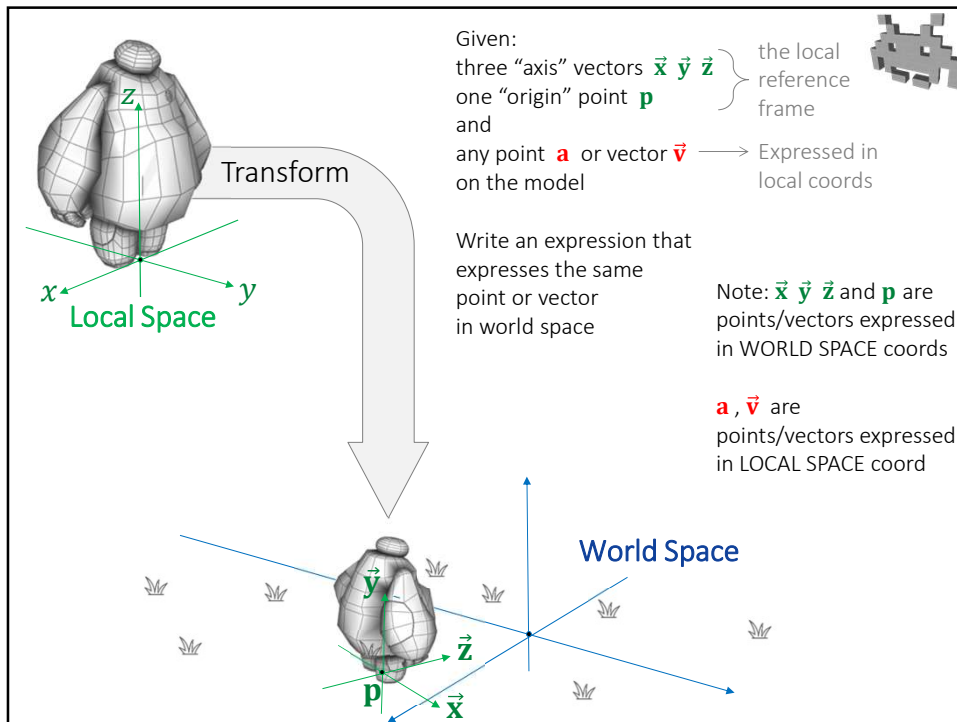 Given:
three “axis” vectors x⃗ y⃗ z⃗
one “origin” point p
and
any point a or vector v⃗
on the model
the local
reference
frame
Expressed in
local coords
Write an expression that
expresses the same
point or vector
in world space
Note: x⃗ y⃗ z⃗ and p are
points/vectors expressed
in WORLD SPACE coords
a , v⃗ are
points/vectors expressed
in LOCAL SPACE coord
z
Transform
x
y
Local Space
World Space
y⃗
z⃗
p
x⃗